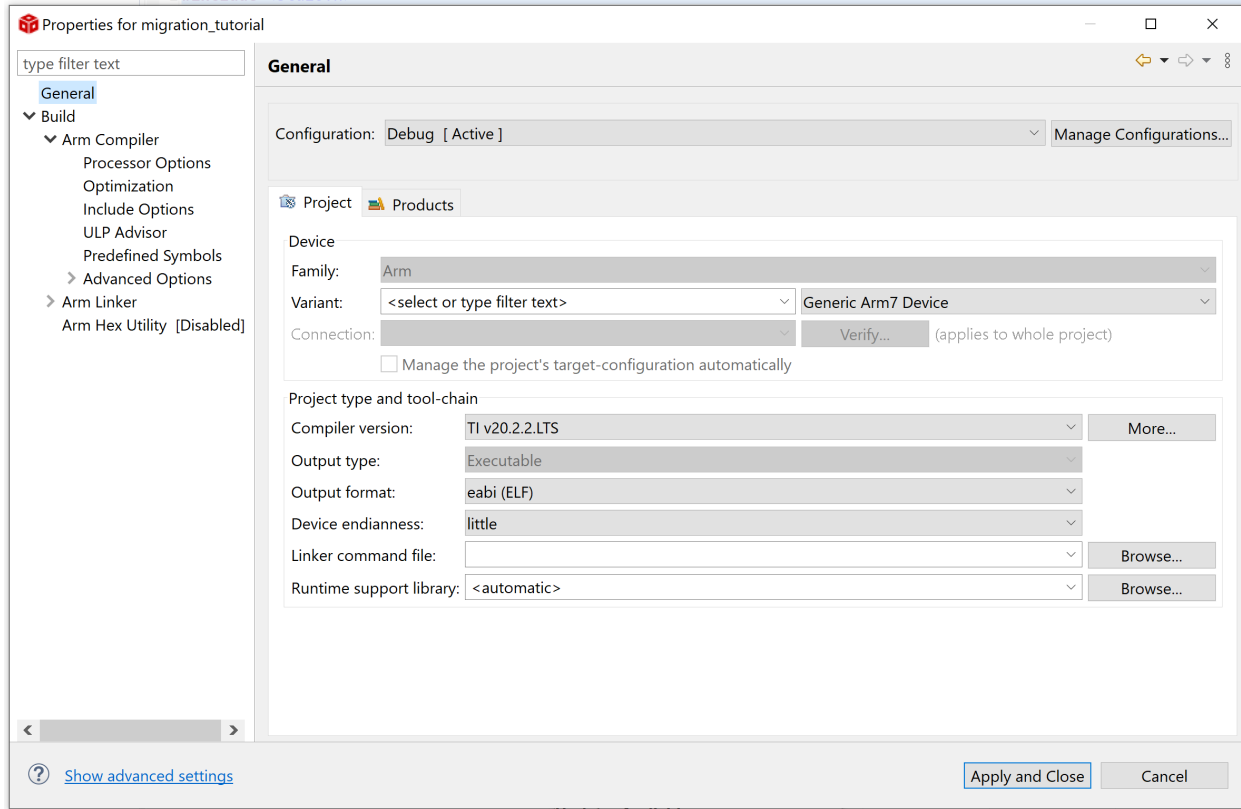 Properties for migration_tutorial
type filter text
General
Build
Arm Compiler
Processor Options
Optimization
Include Options
ULP Advisor
Predefined Symbols
Advanced Options
Arm Linker
Arm Hex Utility [Disabled]
General
Configuration: Debug [ Active ] Manage Configurations...
Project Products
Device
Family: Arm
Variant: <select or type filter text> Generic Arm7 Device
Connection: Verify... (applies to whole project)
Manage the project's target-configuration automatically
Project type and tool-chain
Compiler version: TI v20.2.2.LTS More...
Output type: Executable
Output format: eabi (ELF)
Device endianness: little
Linker command file: Browse...
Runtime support library: <automatic> Browse...
? Show advanced settings Apply and Close Cancel